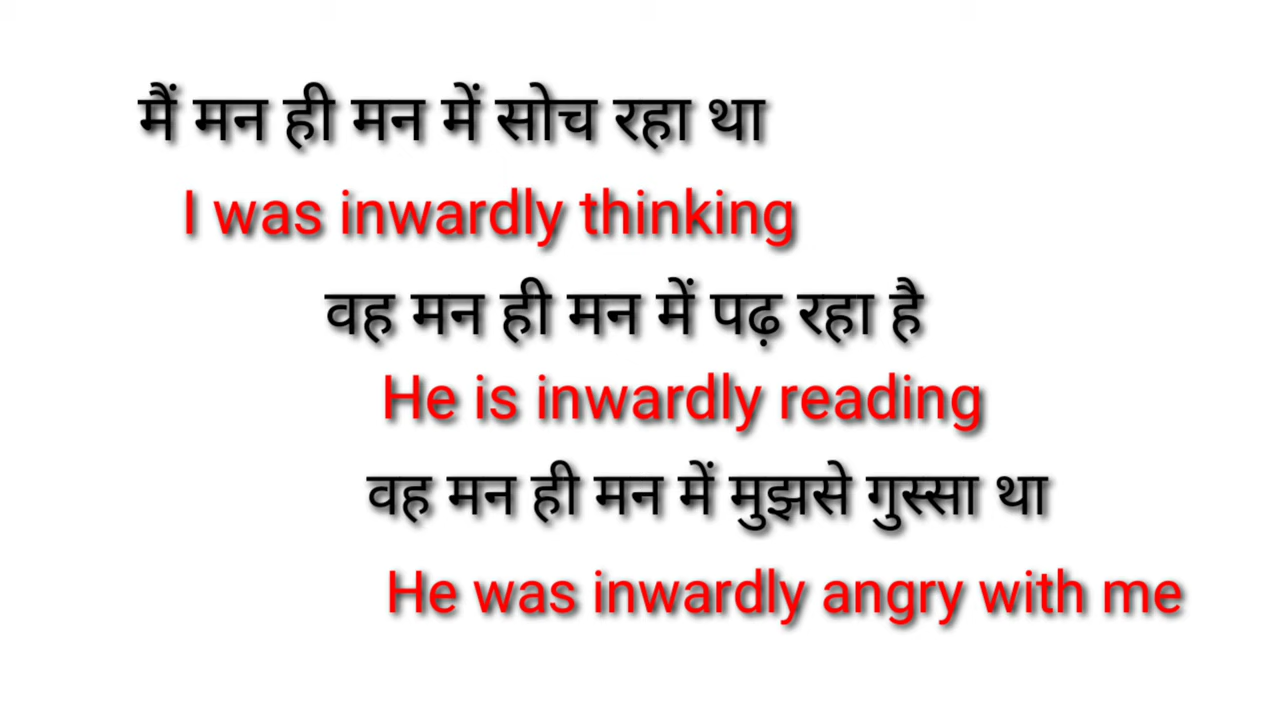 मैं मन ही मन में सोच रहा था
I was inwardly thinking
वह मन ही मन में पढ़ रहा है
He is inwardly reading
वह मन ही मन में मुझसे गुस्सा था
He was inwardly angry with me